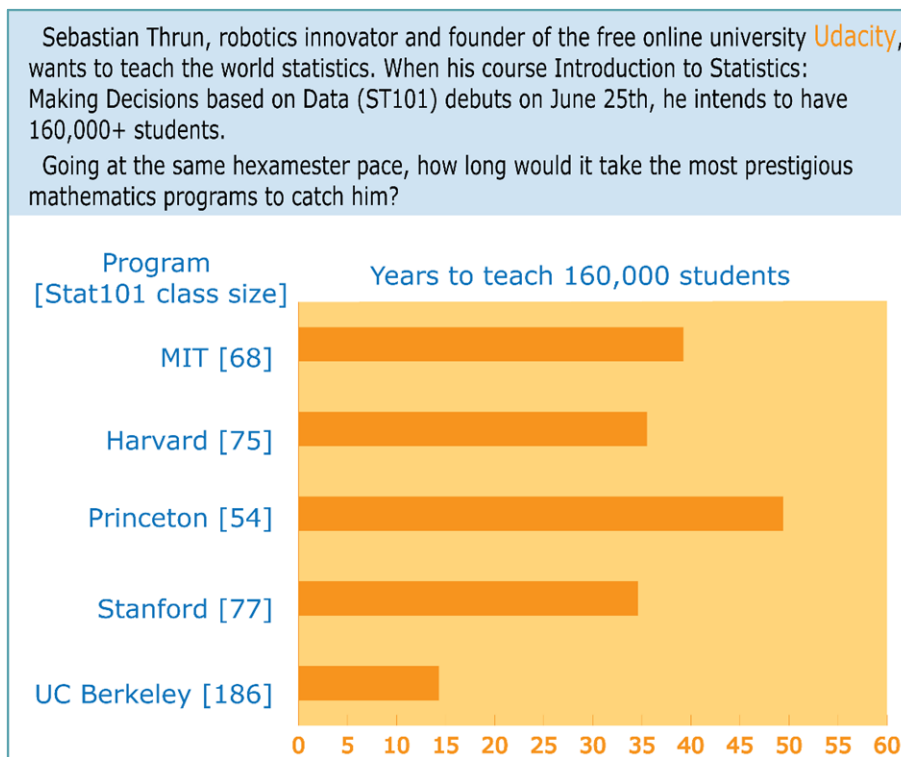 Sebastian Thrun, robotics innovator and founder of the free online university Udacity,
wants to teach the world statistics. When his course Introduction to Statistics:
Making Decisions based on Data (ST101) debuts on June 25th, he intends to have
160,000+ students.
Going at the same hexamester pace, how long would it take the most prestigious
mathematics programs to catch him?
Program
[Stat101 class size]
Years to teach 160,000 students
MIT [68]
Harvard [75]
Princeton [54]
Stanford [77]
UC Berkeley [186]
0 5 10 15 20 25 30 35 40 45 50 55 60